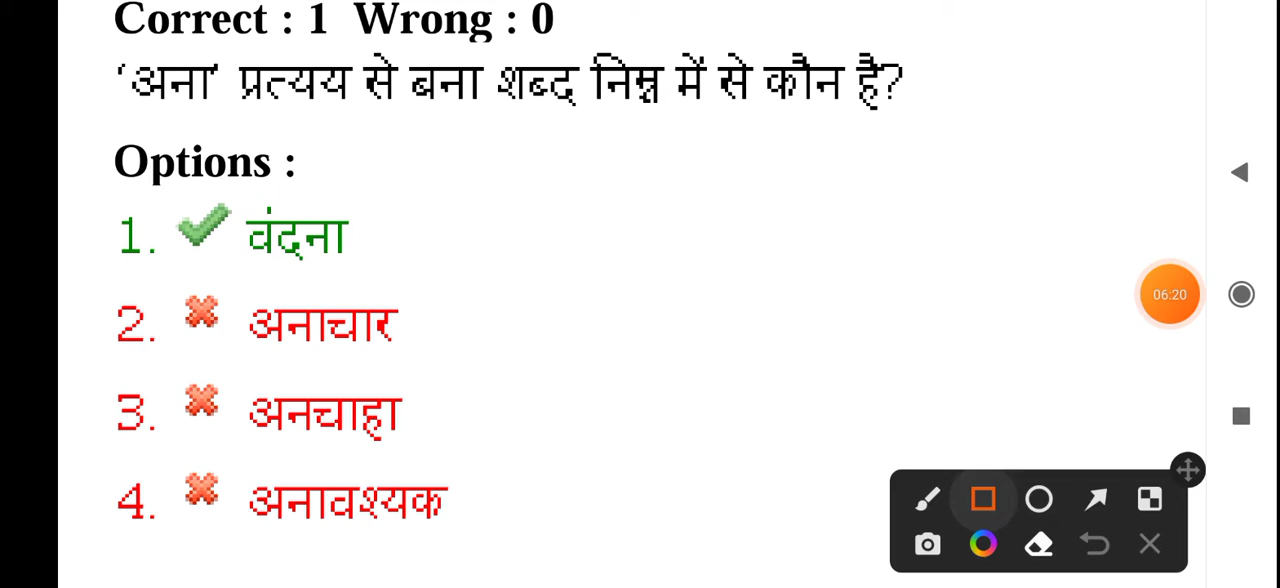 Correct : 1 Wrong : 0
‘अना’ प्रत्यय से बना शब्द निम्न में से कौन है?
Options :
1. वंदना
2. अनाचार
3. अनचाहा
4. अनावश्यक
06:20